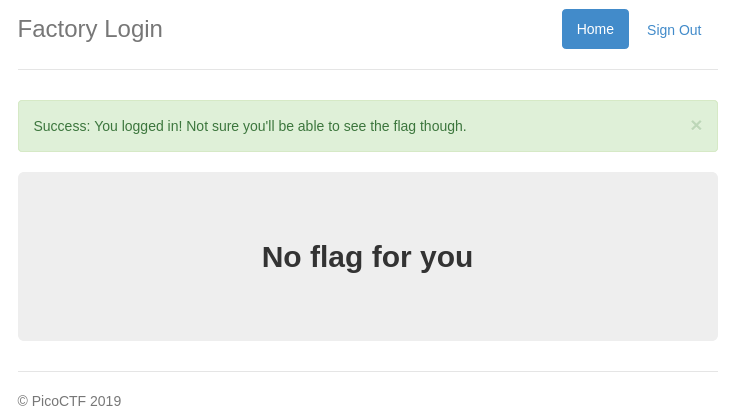 Factory Login
Home
Sign Out
Success: You logged in! Not sure you'll be able to see the flag though.
×
No flag for you
© PicoCTF 2019